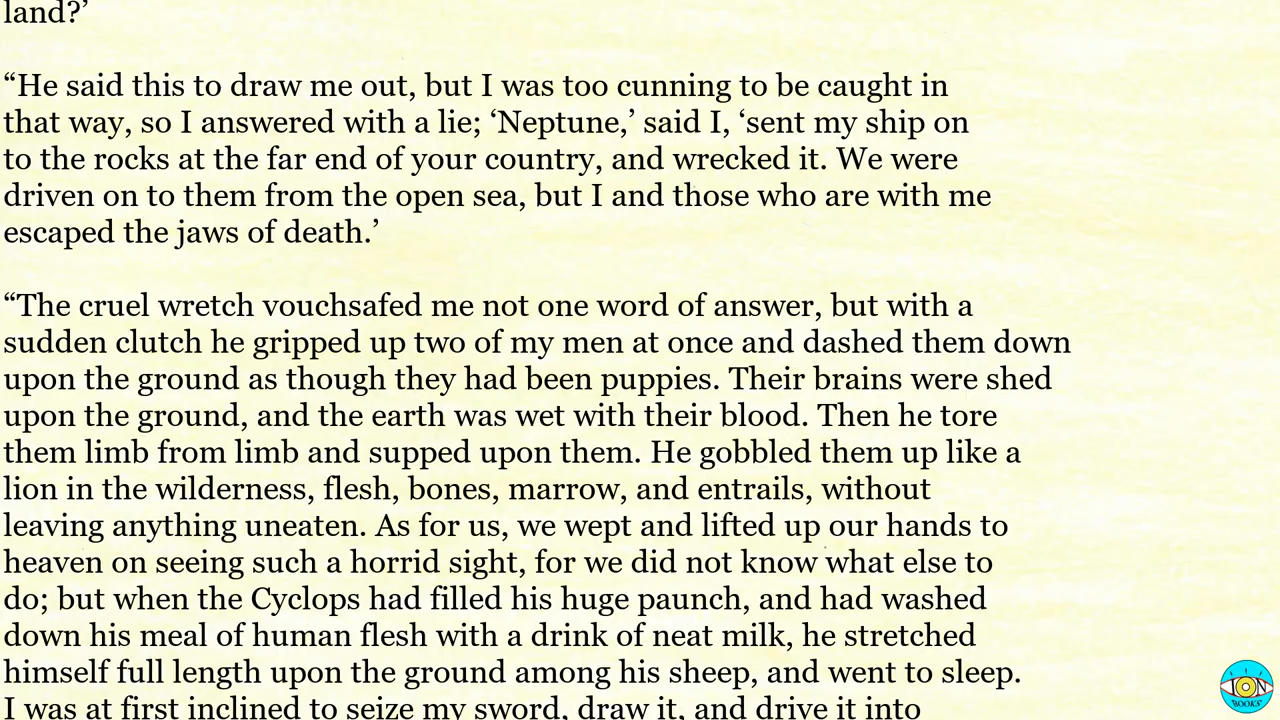 land?’
“He said this to draw me out, but I was too cunning to be caught in
that way, so I answered with a lie; ‘Neptune,’ said I, ‘sent my ship on
to the rocks at the far end of your country, and wrecked it. We were
driven on to them from the open sea, but I and those who are with me
escaped the jaws of death.’
“The cruel wretch vouchsafed me not one word of answer, but with a
sudden clutch he gripped up two of my men at once and dashed them down
upon the ground as though they had been puppies. Their brains were shed
upon the ground, and the earth was wet with their blood. Then he tore
them limb from limb and supped upon them. He gobbled them up like a
lion in the wilderness, flesh, bones, marrow, and entrails, without
leaving anything uneaten. As for us, we wept and lifted up our hands to
heaven on seeing such a horrid sight, for we did not know what else to
do; but when the Cyclops had filled his huge paunch, and had washed
down his meal of human flesh with a drink of neat milk, he stretched
himself full length upon the ground among his sheep, and went to sleep.
I was at first inclined to seize my sword, draw it, and drive it into
ION
BOOKS